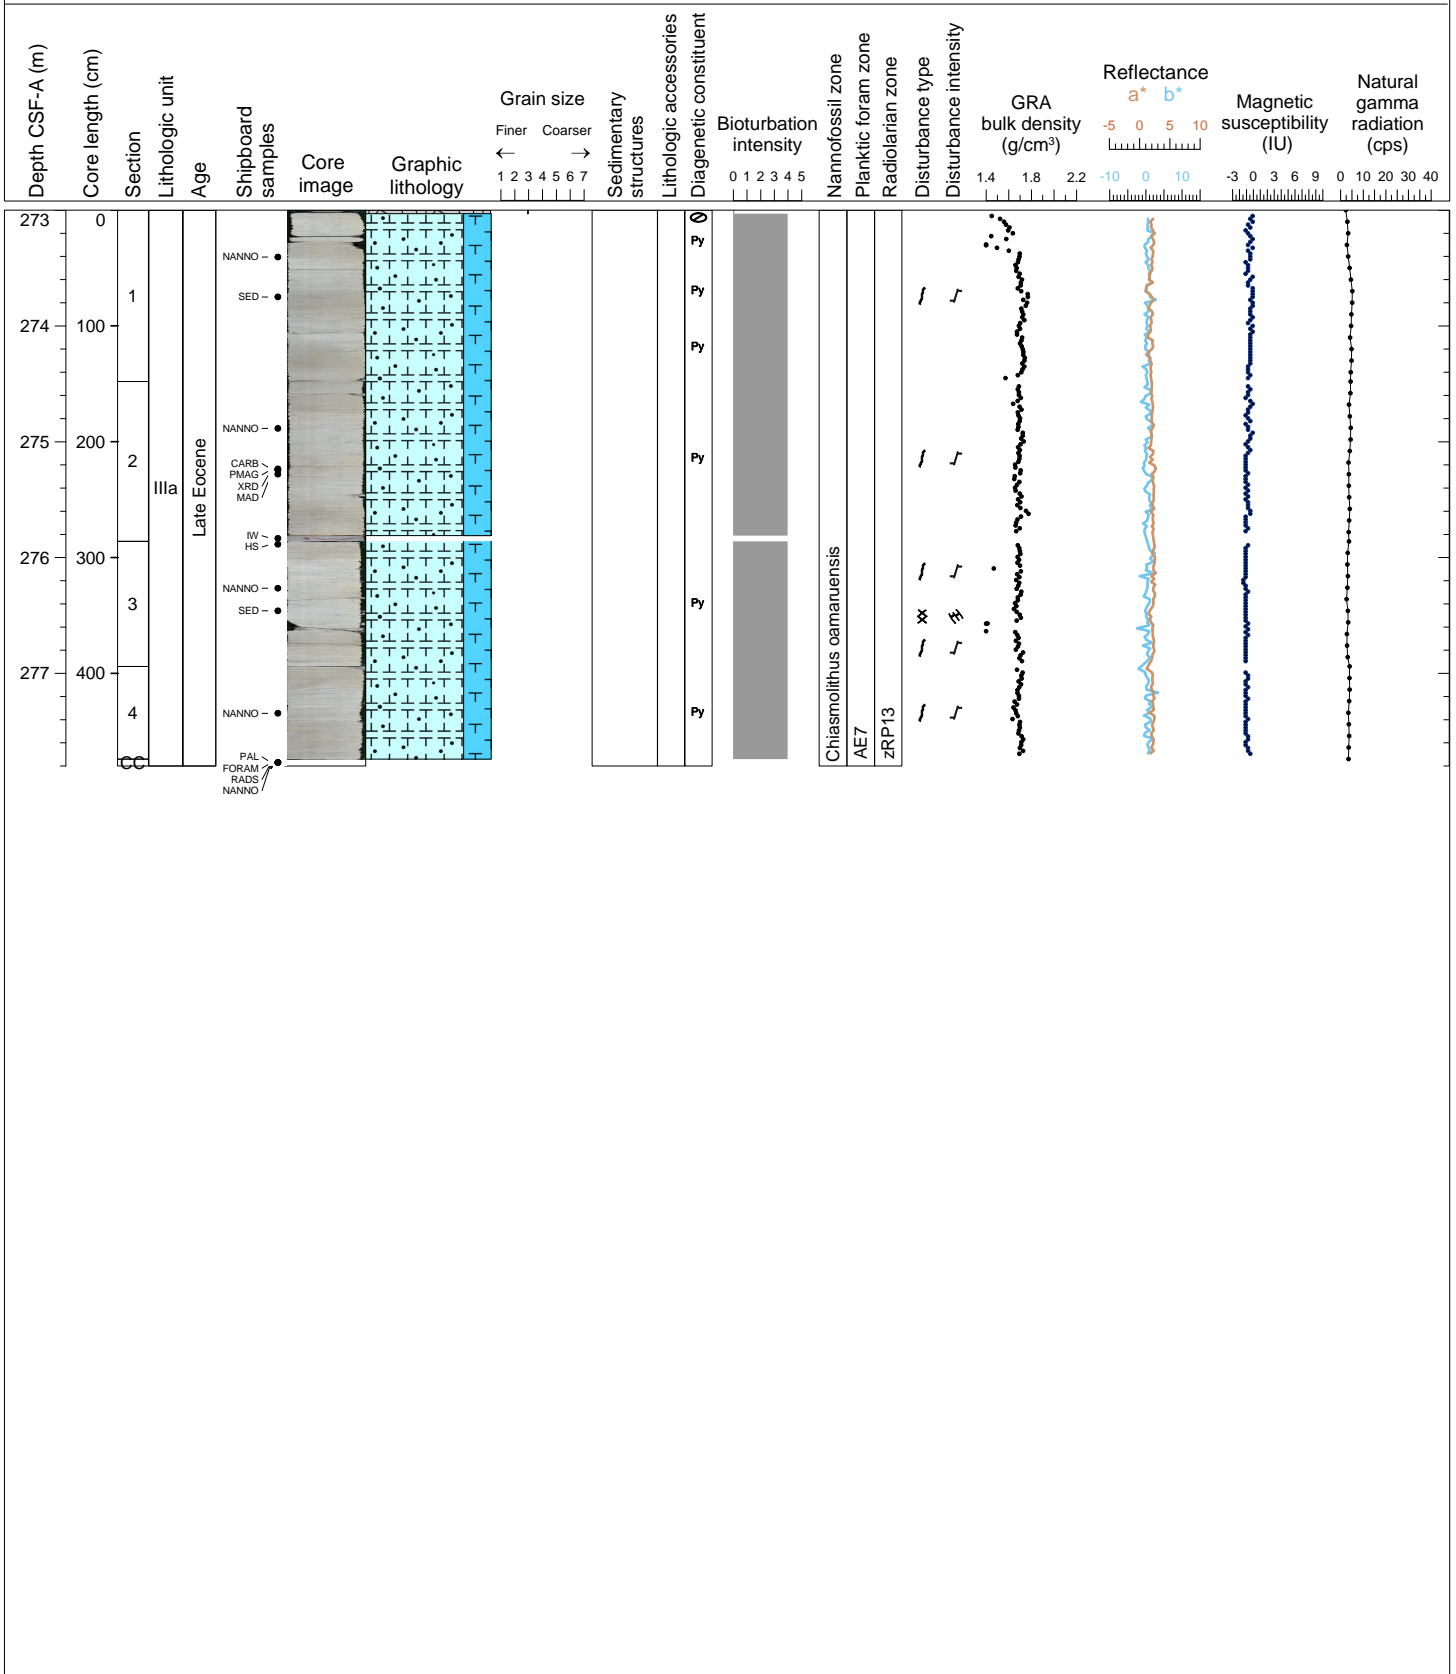 Depth CSF-A (m)
Core length (cm)
Section
Lithologic unit
Age
Shipboard
samples
Core
image
Graphic
lithology
Grain size
Finer Coarser
← →
1 2 3 4 5 6 7
Sedimentary
structures
Lithologic accessories
Diagenetic constituent
Bioturbation
intensity
0 1 2 3 4 5
Nannofossil zone
Planktic foram zone
Radiolarian zone
Disturbance type
Disturbance intensity
GRA
bulk density
(g/cm³)
1.4 1.8 2.2
Reflectance
a* b*
-5 0 5 10
-10 0 10
Magnetic
susceptibility
(IU)
-3 0 3 6 9
Natural
gamma
radiation
(cps)
0 10 20 30 40
273
274
275
276
277
0
100
200
300
400
1
2
3
4
CC
IIIa
Late Eocene
NANNO
SED
NANNO
CARB
PMAG
XRD
MAD
IW
HS
NANNO
SED
NANNO
PAL
FORAM
RADS
NANNO
Py
Py
Py
Py
Py
Py
Chiasmolithus oamaruensis
AE7
zRP13